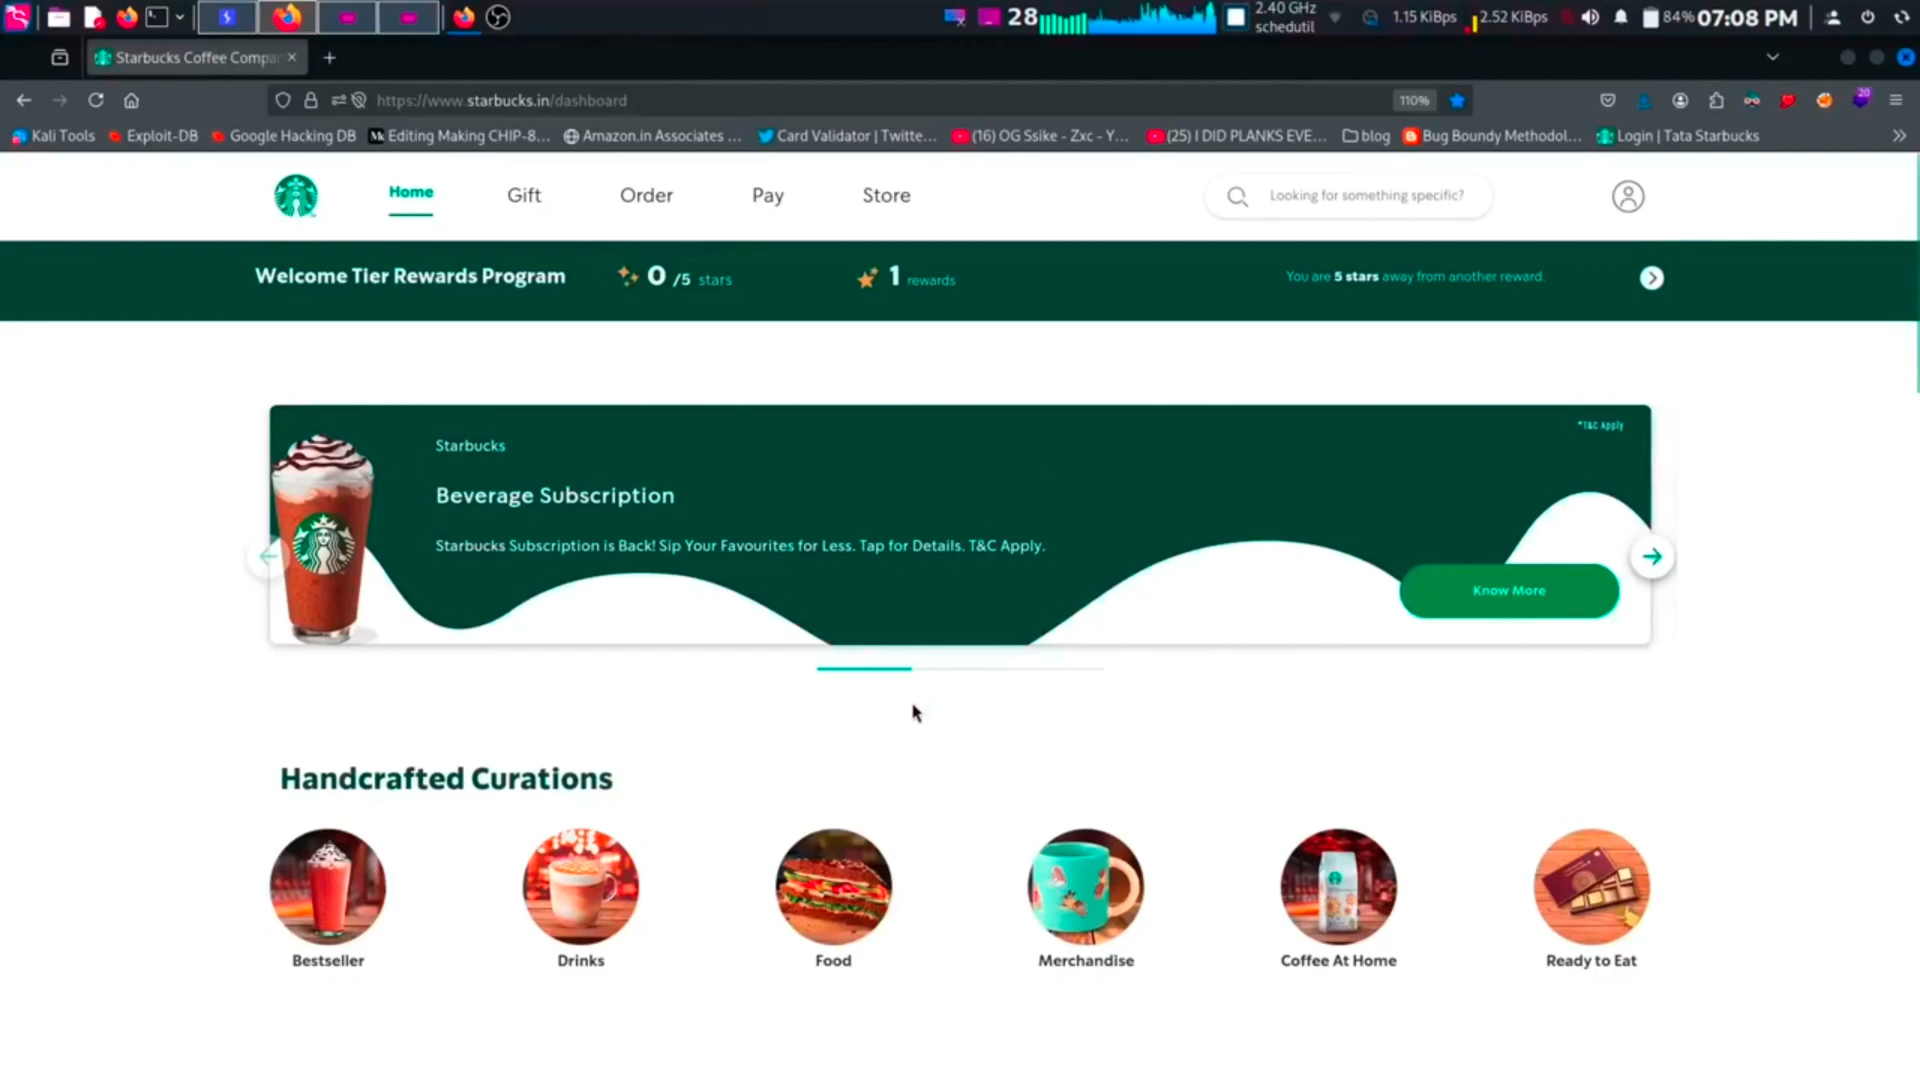 28
2.40 GHz
schedutil
1.15 KiBps
2.52 KiBps
84%
07:08 PM
Starbucks Coffee Compa
https://www.starbucks.in/dashboard
110%
20
Kali Tools
Exploit-DB
Google Hacking DB
Editing Making CHIP-8...
Amazon.in Associates ...
Card Validator | Twitte...
(16) OG Ssike - Zxc - Y...
(25) I DID PLANKS EVE...
blog
Bug Boundy Methodol...
Login | Tata Starbucks
Home
Gift
Order
Pay
Store
Looking for something specific?
Welcome Tier Rewards Program
0 /5 stars
1 rewards
You are 5 stars away from another reward.
*T&C Apply
Starbucks
Beverage Subscription
Starbucks Subscription is Back! Sip Your Favourites for Less. Tap for Details. T&C Apply.
Know More
Handcrafted Curations
Bestseller
Drinks
Food
Merchandise
Coffee At Home
Ready to Eat